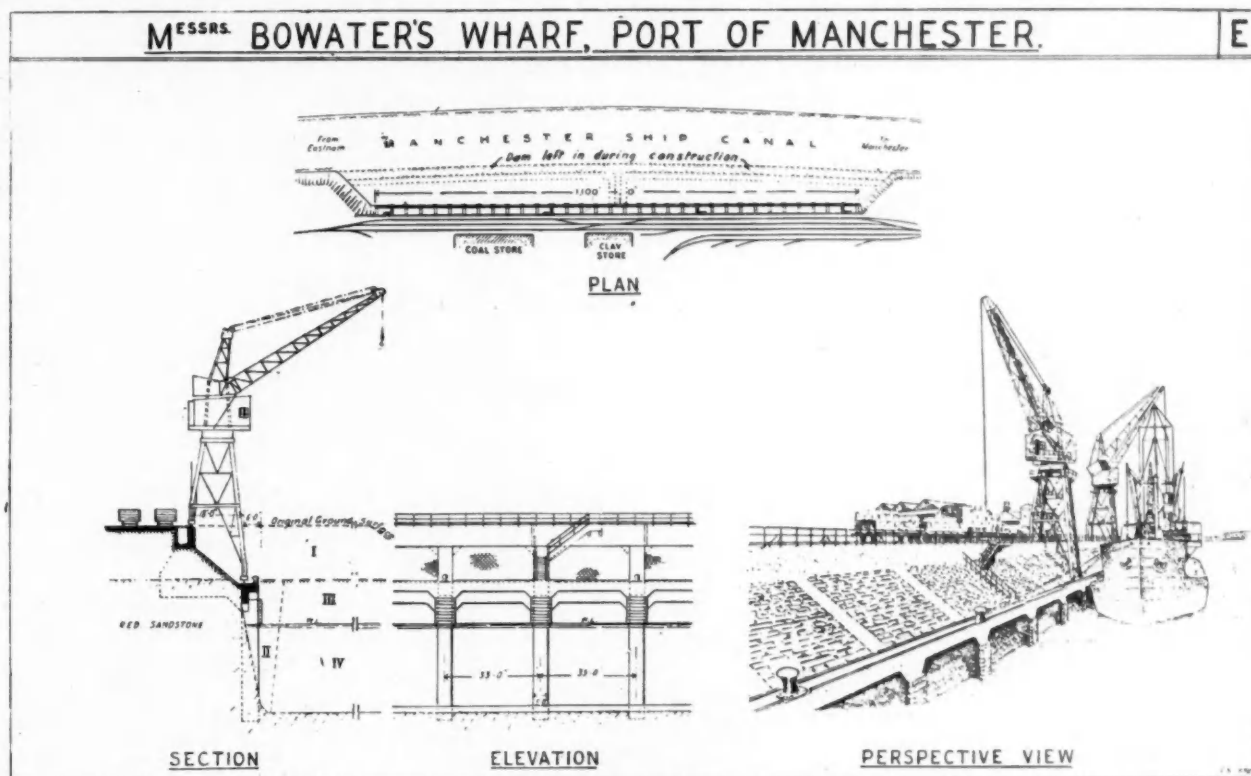 MESSRS. BOWATER'S WHARF, PORT OF MANCHESTER.
E
From Eastham
MANCHESTER SHIP CANAL
To Manchester
Dam left in during construction
1100' 0"
COAL STORE
CLAY STORE
PLAN
Original Ground Surface
I
III
RED SANDSTONE
W.L.
II
IV
33'-0"
33'-0"
SECTION
ELEVATION
PERSPECTIVE VIEW